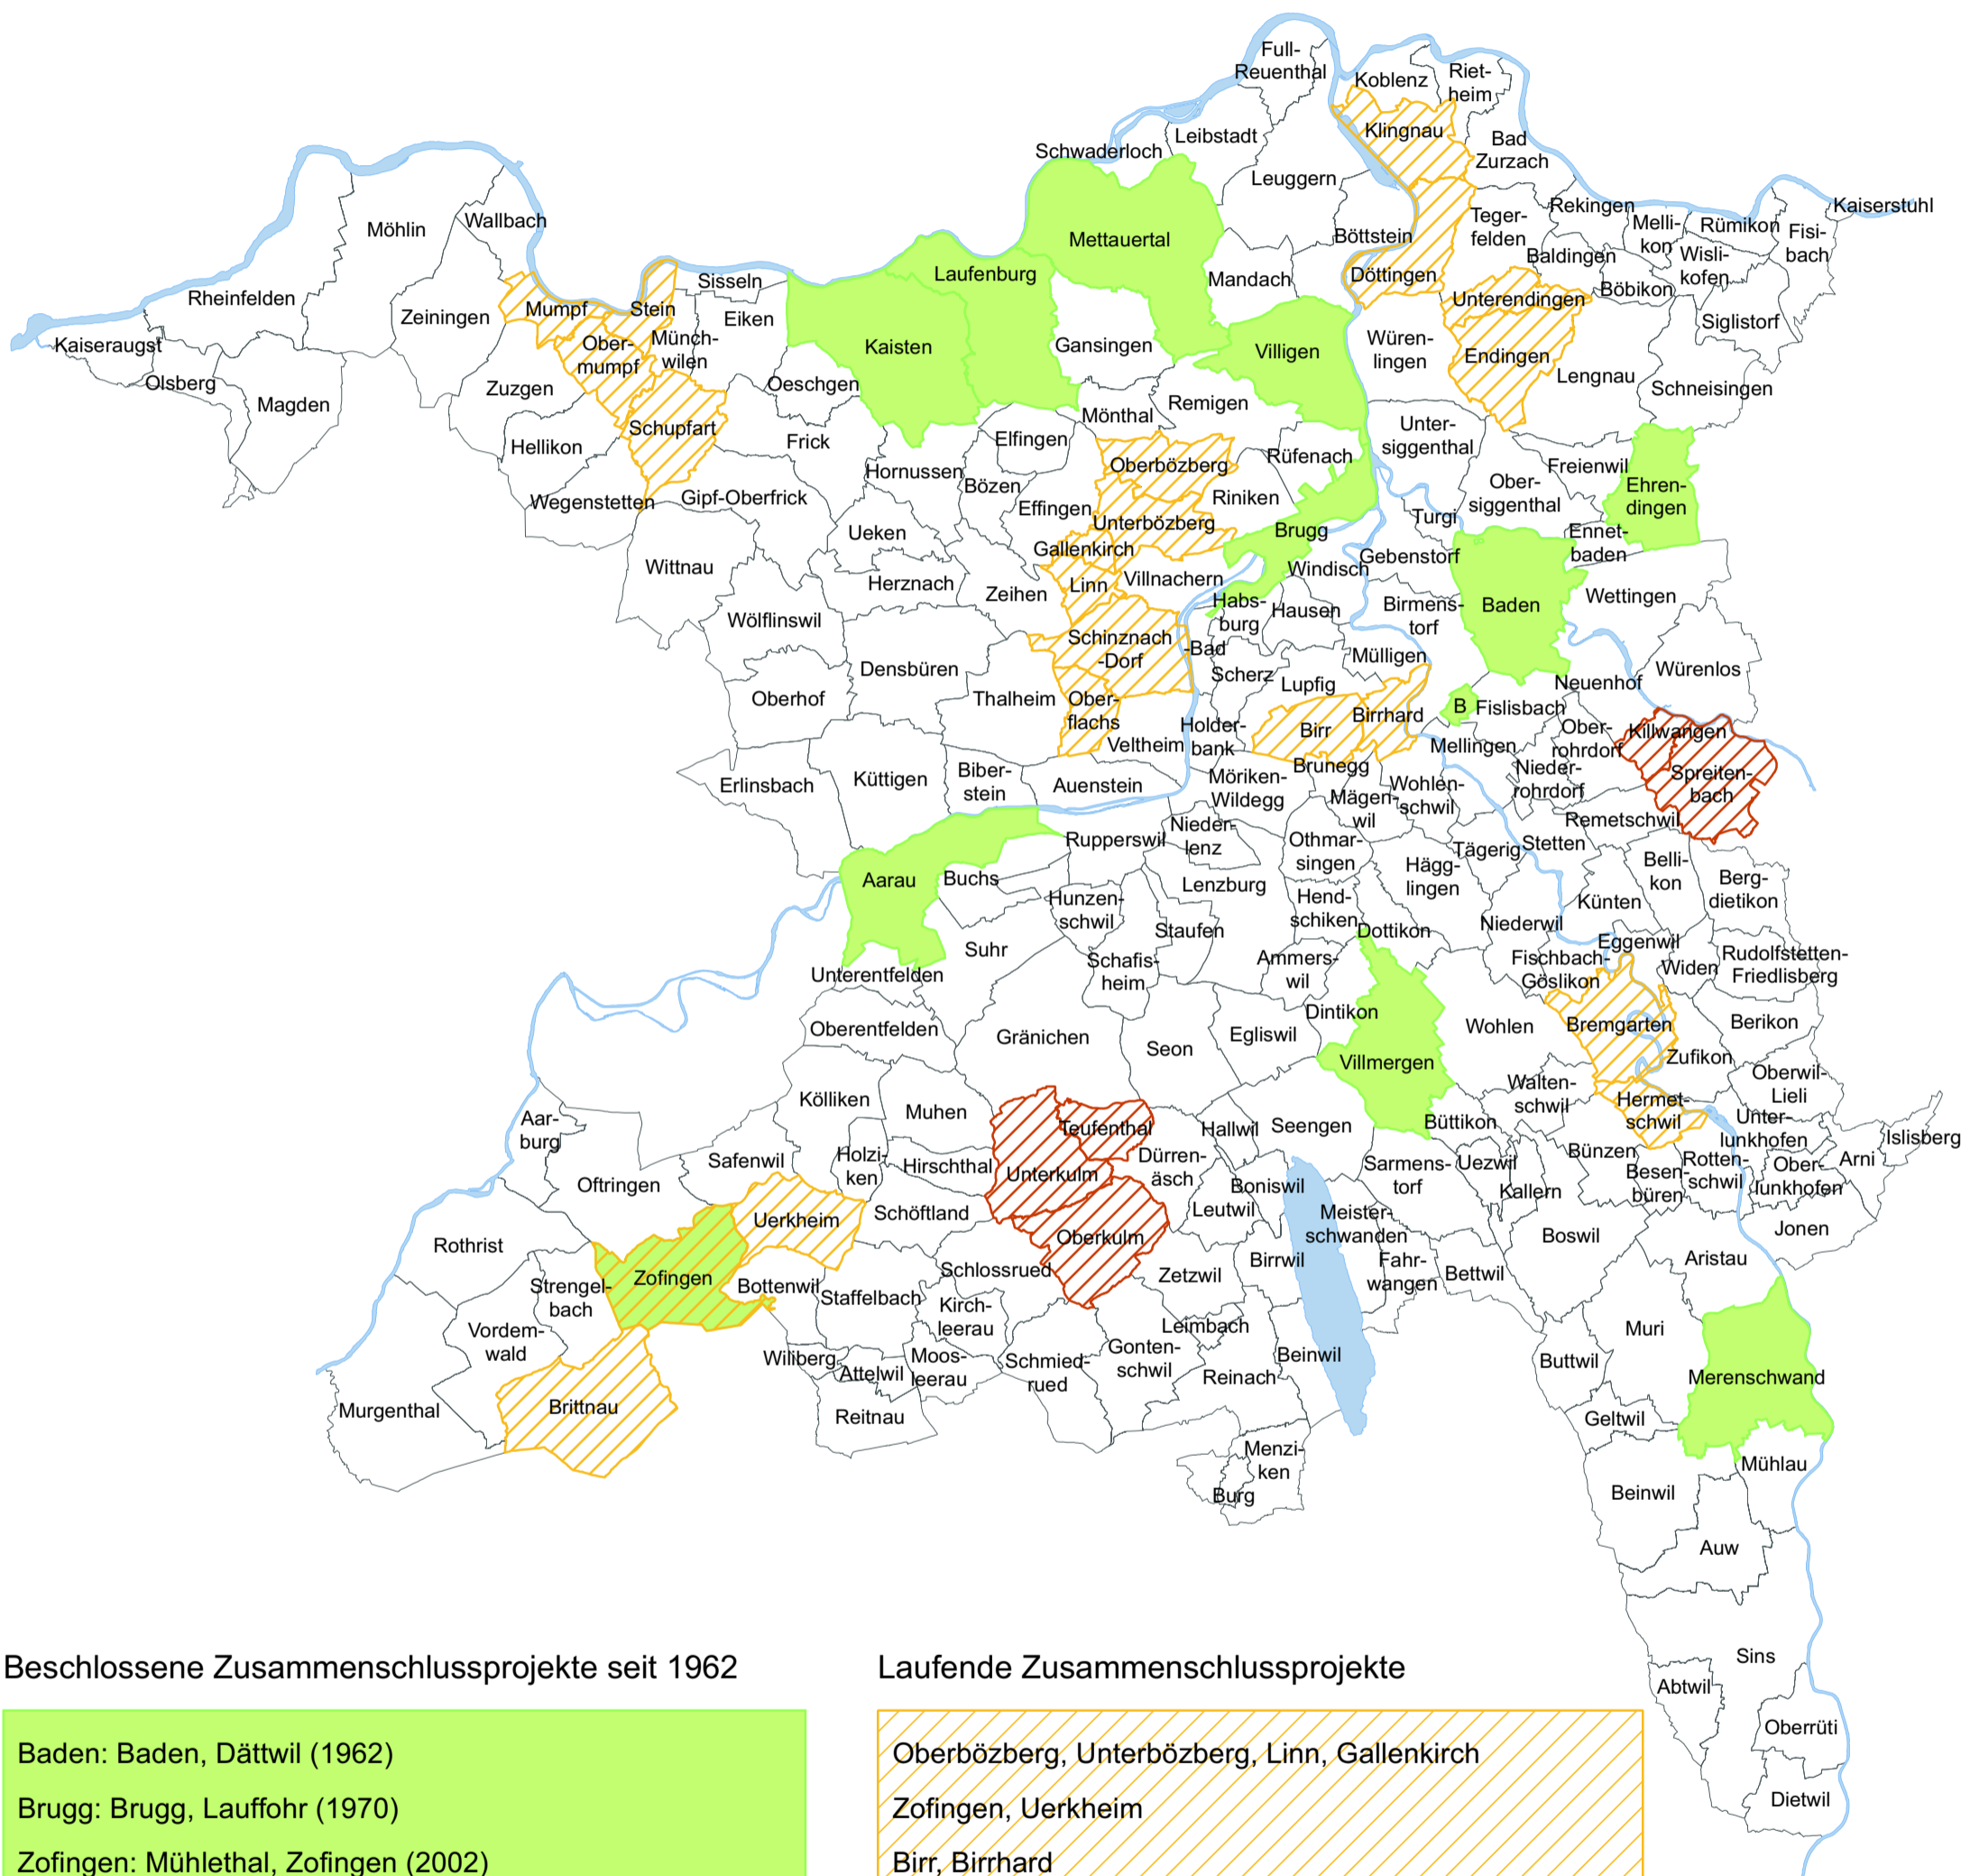 Full-
Reuenthal
Koblenz
Riet-
heim
Klingnau
Leibstadt
Bad
Zurzach
Schwaderloch
Leuggern
Rekingen
Kaiserstuhl
Wallbach
Möhlin
Teger-
felden
Melli-
kon
Rümikon
Fisi-
bach
Mettauertal
Böttstein
Baldingen
Wisli-
kofen
Laufenburg
Döttingen
Mandach
Sisseln
Böbikon
Rheinfelden
Unterendingen
Mumpf
Stein
Zeiningen
Eiken
Siglistorf
Kaiseraugst
Ober-
mumpf
Münch-
wilen
Kaisten
Gansingen
Villigen
Würen-
lingen
Endingen
Olsberg
Zuzgen
Oeschgen
Lengnau
Schneisingen
Magden
Mönthal
Remigen
Schupfart
Hellikon
Frick
Elfingen
Unter-
siggenthal
Rüfenach
Oberbözberg
Freienwil
Hornussen
Bözen
Ehren-
dingen
Ober-
siggenthal
Wegenstetten
Gipf-Oberfrick
Riniken
Effingen
Unterbözberg
Turgi
Ueken
Brugg
Ennet-
baden
Gallenkirch
Gebenstorf
Wittnau
Windisch
Herznach
Zeihen
Linn
Villnachern
Wettingen
Habs-
burg
Hausen
Birmens-
torf
Baden
Wölflinswil
Schinznach
-Dorf
-Bad
Mülligen
Densbüren
Würenlos
Scherz
Lupfig
Neuenhof
Oberhof
Thalheim
Ober-
flachs
B
Fislisbach
Birrhard
Birr
Holder-
bank
Ober-
rohrdorf
Killwangen
Veltheim
Mellingen
Brunegg
Nieder-
rohrdorf
Spreiten-
bach
Erlinsbach
Küttigen
Biber-
stein
Auenstein
Möriken-
Wildegg
Wohlen-
schwil
Mägen-
wil
Remetschwil
Rupperswil
Nieder-
lenz
Othmar-
singen
Tägerig
Stetten
Aarau
Buchs
Lenzburg
Hägg-
lingen
Belli-
kon
Berg-
dietikon
Hunzen-
schwil
Hend-
schiken
Künten
Staufen
Dottikon
Niederwil
Suhr
Eggenwil
Unterentfelden
Schafis-
heim
Ammers-
wil
Fischbach-
Göslikon
Widen
Rudolfstetten-
Friedlisberg
Dintikon
Oberentfelden
Gränichen
Seon
Egliswil
Wohlen
Bremgarten
Berikon
Villmergen
Zufikon
Oberwil-
Lieli
Kölliken
Muhen
Walten-
schwil
Hermet-
schwil
Aar-
burg
Teufenthal
Hallwil
Seengen
Büttikon
Unter-
lunkhofen
Islisberg
Safenwil
Holzi-
ken
Hirschthal
Unterkulm
Dürren-
äsch
Sarmens-
torf
Uezwil
Bünzen
Besen-
büren
Rotten-
schwil
Ober-
lunkhofen
Arni
Oftringen
Boniswil
Kallern
Leutwil
Uerkheim
Schöftland
Meister-
schwanden
Boswil
Jonen
Rothrist
Oberkulm
Birrwil
Fahr-
wangen
Bettwil
Aristau
Zofingen
Strengel-
bach
Bottenwil
Schlossrued
Zetzwil
Staffelbach
Kirch-
leerau
Vordem-
wald
Leimbach
Muri
Wiliberg
Attelwil
Moos-
leerau
Schmied-
rued
Gonten-
schwil
Beinwil
Buttwil
Reinach
Merenschwand
Murgenthal
Brittnau
Reitnau
Geltwil
Menzi-
ken
Mühlau
Burg
Beinwil
Auw
Sins
Abtwil
Oberrüti
Dietwil
Beschlossene Zusammenschlussprojekte seit 1962
Baden: Baden, Dättwil (1962)
Brugg: Brugg, Lauffohr (1970)
Zofingen: Mühlethal, Zofingen (2002)
Laufende Zusammenschlussprojekte
Oberbözberg, Unterbözberg, Linn, Gallenkirch
Zofingen, Uerkheim
Birr, Birrhard